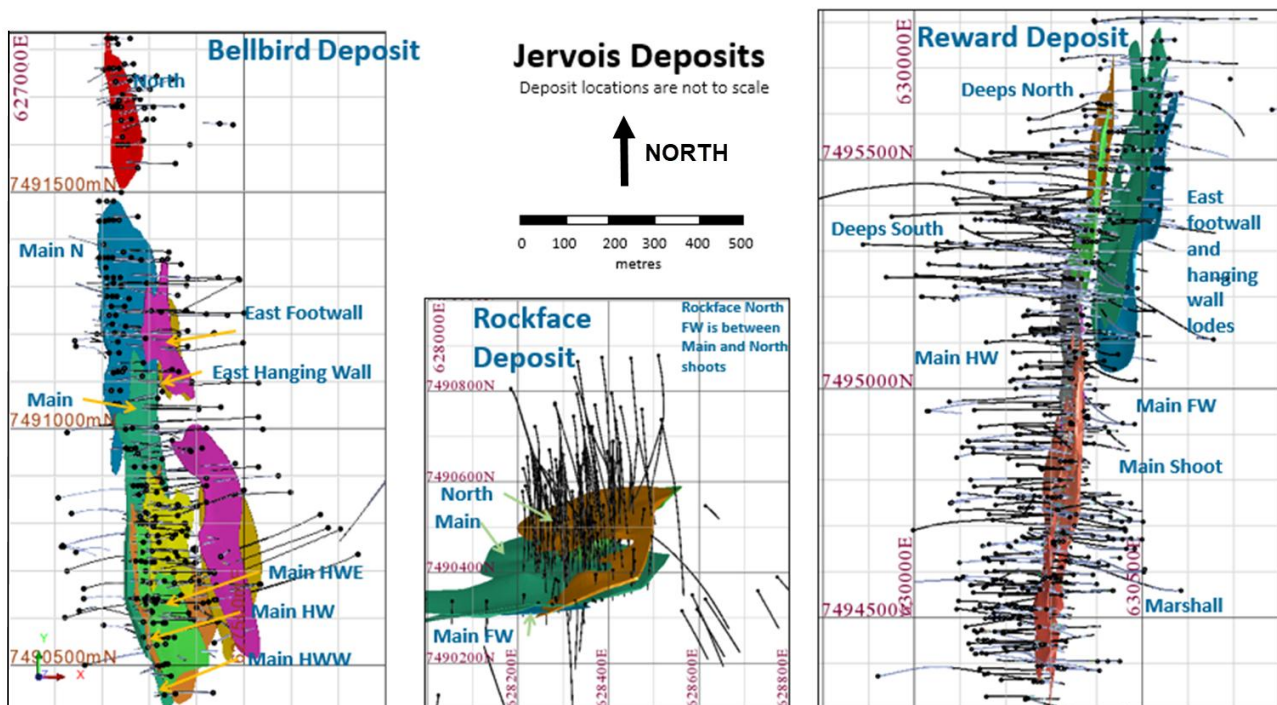 Bellbird Deposit
627000E
North
7491500mN
Main N
East Footwall
East Hanging Wall
Main
7491000mN
Main HWE
Main HW
Main HWW
7490500mN
Y
Z
X
Jervois Deposits
Deposit locations are not to scale
NORTH
0 100 200 300 400 500
metres
Rockface
Deposit
628000E
Rockface North
FW is between
Main and North
shoots
7490800N
7490600N
North
Main
7490400N
Main FW
7490200N
628200E
628400E
628600E
628800E
Reward Deposit
630000E
Deeps North
7495500N
Deeps South
East
footwall
and
hanging
wall
lodes
Main HW
7495000N
Main FW
Main Shoot
630000E
630500E
Marshall
7494500N